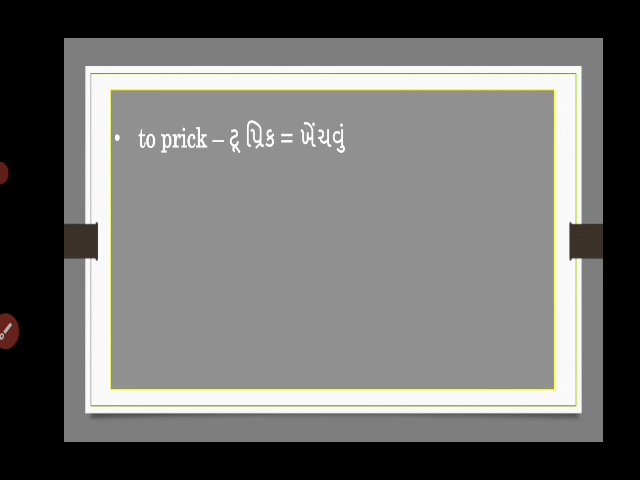 • to prick – ટૂ પ્રિક = ખેંચવું